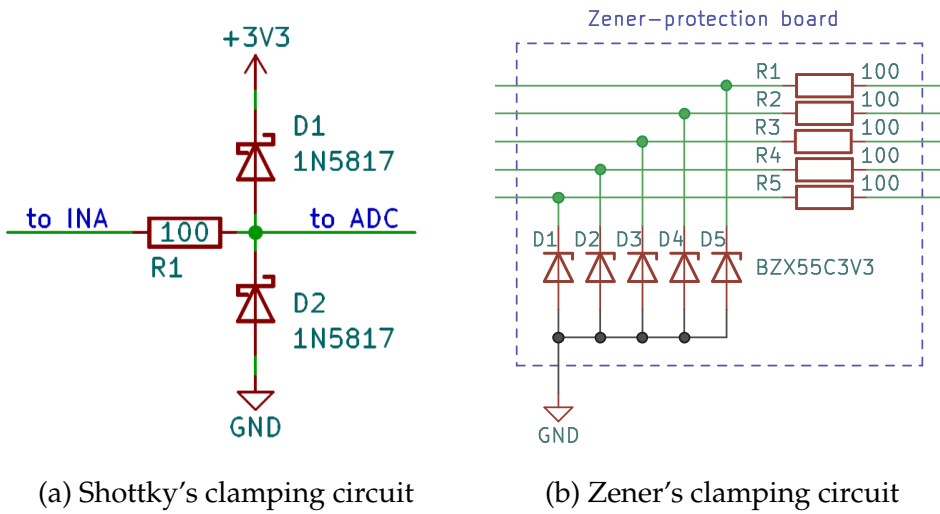 +3V3
D1
1N5817
to INA
100
to ADC
R1
D2
1N5817
GND
(a) Shottky's clamping circuit
Zener-protection board
R1 100
R2 100
R3 100
R4 100
R5 100
D1 D2 D3 D4 D5
BZX55C3V3
GND
(b) Zener's clamping circuit